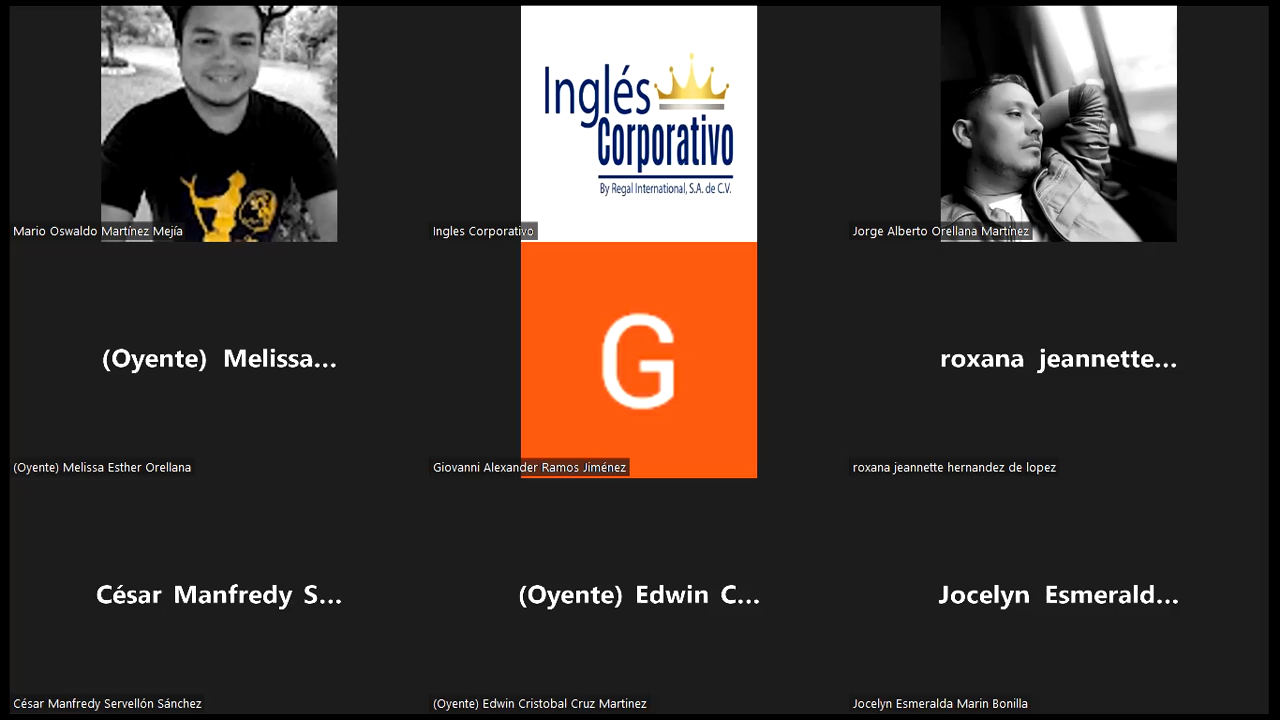 Inglés
Corporativo
By Regal International, S.A. de C.V.
Mario Oswaldo Martínez Mejía
Ingles Corporativo
Jorge Alberto Orellana Martínez
(Oyente) Melissa...
G
roxana jeannette...
(Oyente) Melissa Esther Orellana
Giovanni Alexander Ramos Jiménez
roxana jeannette hernandez de lopez
César Manfredy S...
(Oyente) Edwin C...
Jocelyn Esmerald...
César Manfredy Servellón Sánchez
(Oyente) Edwin Cristobal Cruz Martinez
Jocelyn Esmeralda Marin Bonilla